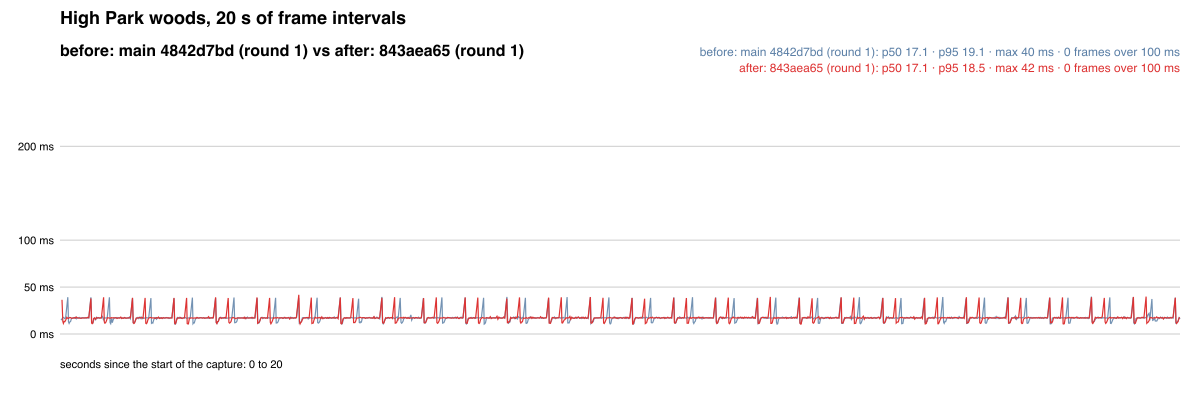 High Park woods, 20 s of frame intervals
before: main 4842d7bd (round 1) vs after: 843aea65 (round 1)
before: main 4842d7bd (round 1): p50 17.1 · p95 19.1 · max 40 ms · 0 frames over 100 ms
after: 843aea65 (round 1): p50 17.1 · p95 18.5 · max 42 ms · 0 frames over 100 ms
200 ms
100 ms
50 ms
0 ms
seconds since the start of the capture: 0 to 20